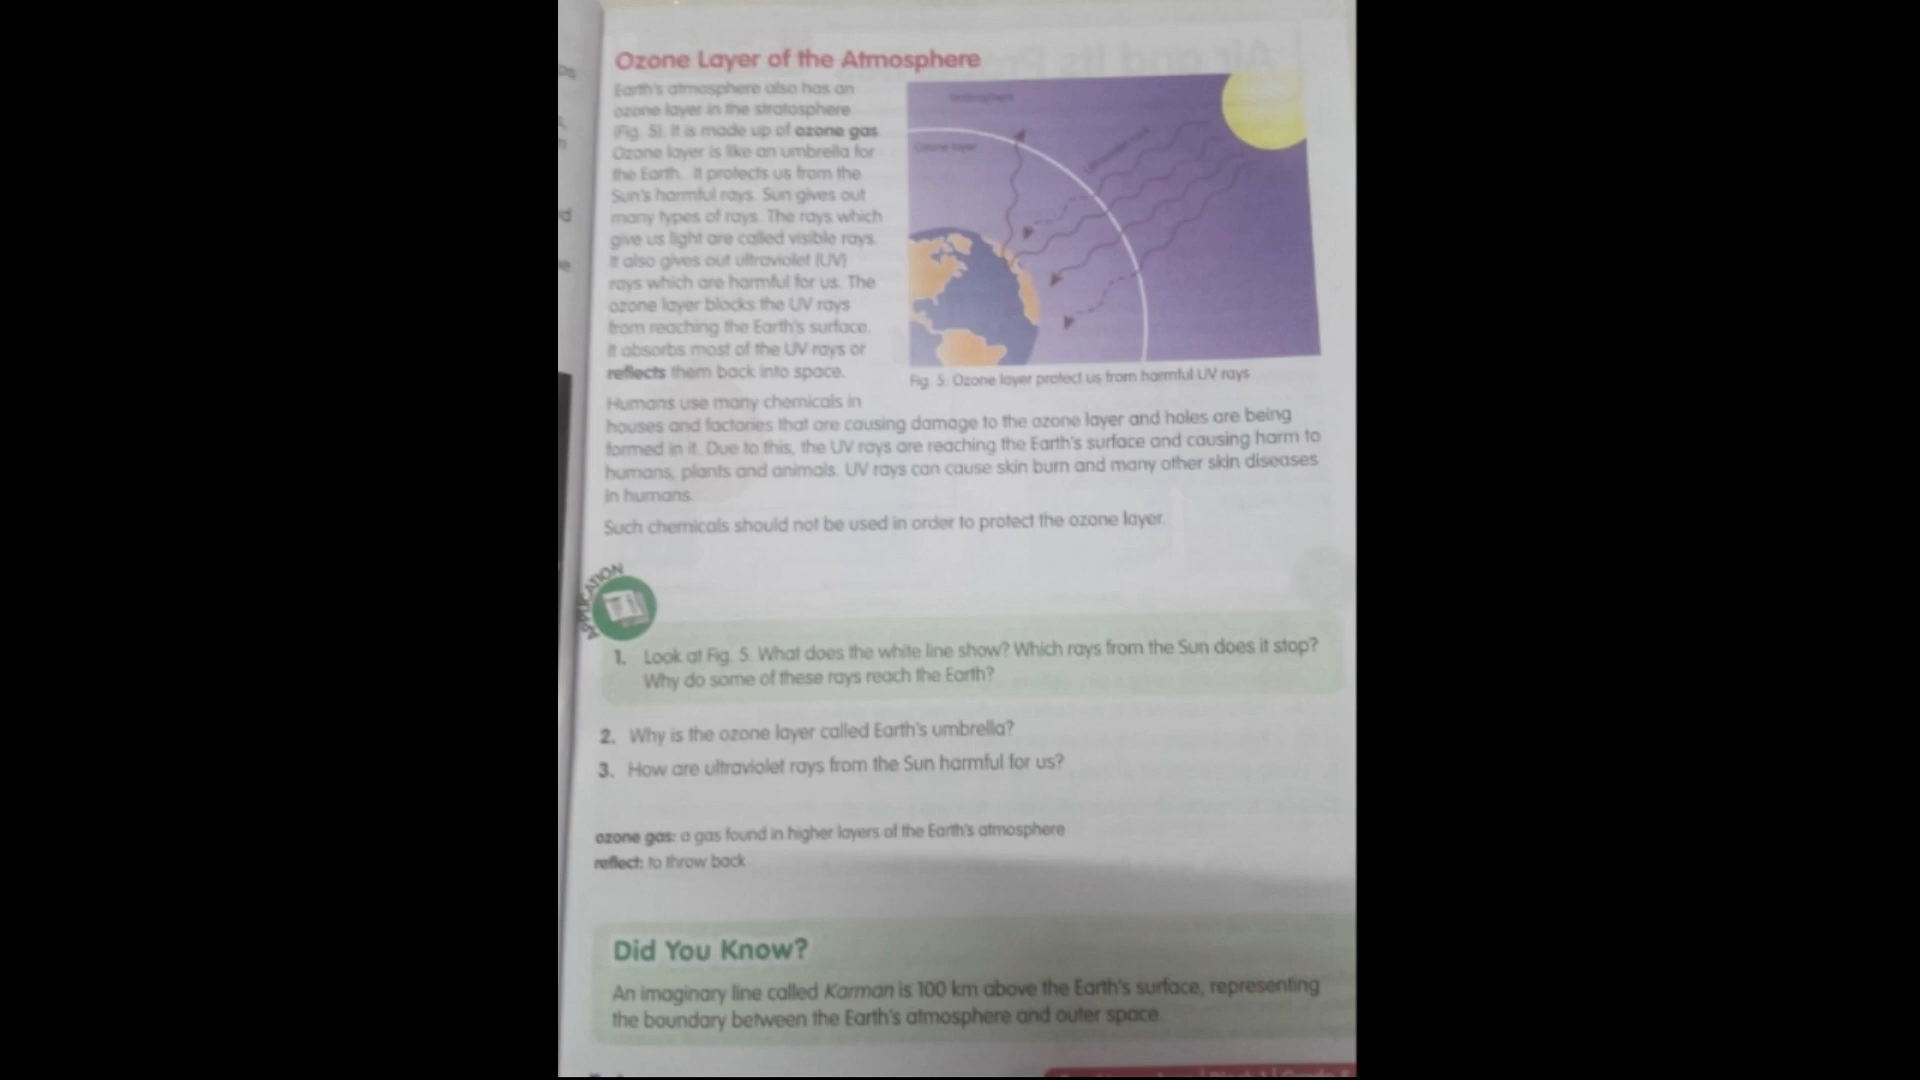 Ozone Layer of the Atmosphere
Earth's atmosphere also has an
ozone layer in the stratosphere
(Fig. 5). It is made up of ozone gas.
Ozone layer is like an umbrella for
the Earth. It protects us from the
Sun's harmful rays. Sun gives out
many types of rays. The rays which
give us light are called visible rays.
It also gives out ultraviolet (UV)
rays which are harmful for us. The
ozone layer blocks the UV rays
from reaching the Earth's surface.
It absorbs most of the UV rays or
reflects them back into space.
Stratosphere
Ozone layer
Fig. 5: Ozone layer protect us from harmful UV rays
Humans use many chemicals in
houses and factories that are causing damage to the ozone layer and holes are being
formed in it. Due to this, the UV rays are reaching the Earth's surface and causing harm to
humans, plants and animals. UV rays can cause skin burn and many other skin diseases
in humans.
Such chemicals should not be used in order to protect the ozone layer.
APPLICATION
1. Look at Fig. 5. What does the white line show? Which rays from the Sun does it stop?
Why do some of these rays reach the Earth?
2. Why is the ozone layer called Earth's umbrella?
3. How are ultraviolet rays from the Sun harmful for us?
ozone gas: a gas found in higher layers of the Earth's atmosphere
reflect: to throw back
Did You Know?
An imaginary line called Karman is 100 km above the Earth's surface, representing
the boundary between the Earth's atmosphere and outer space.